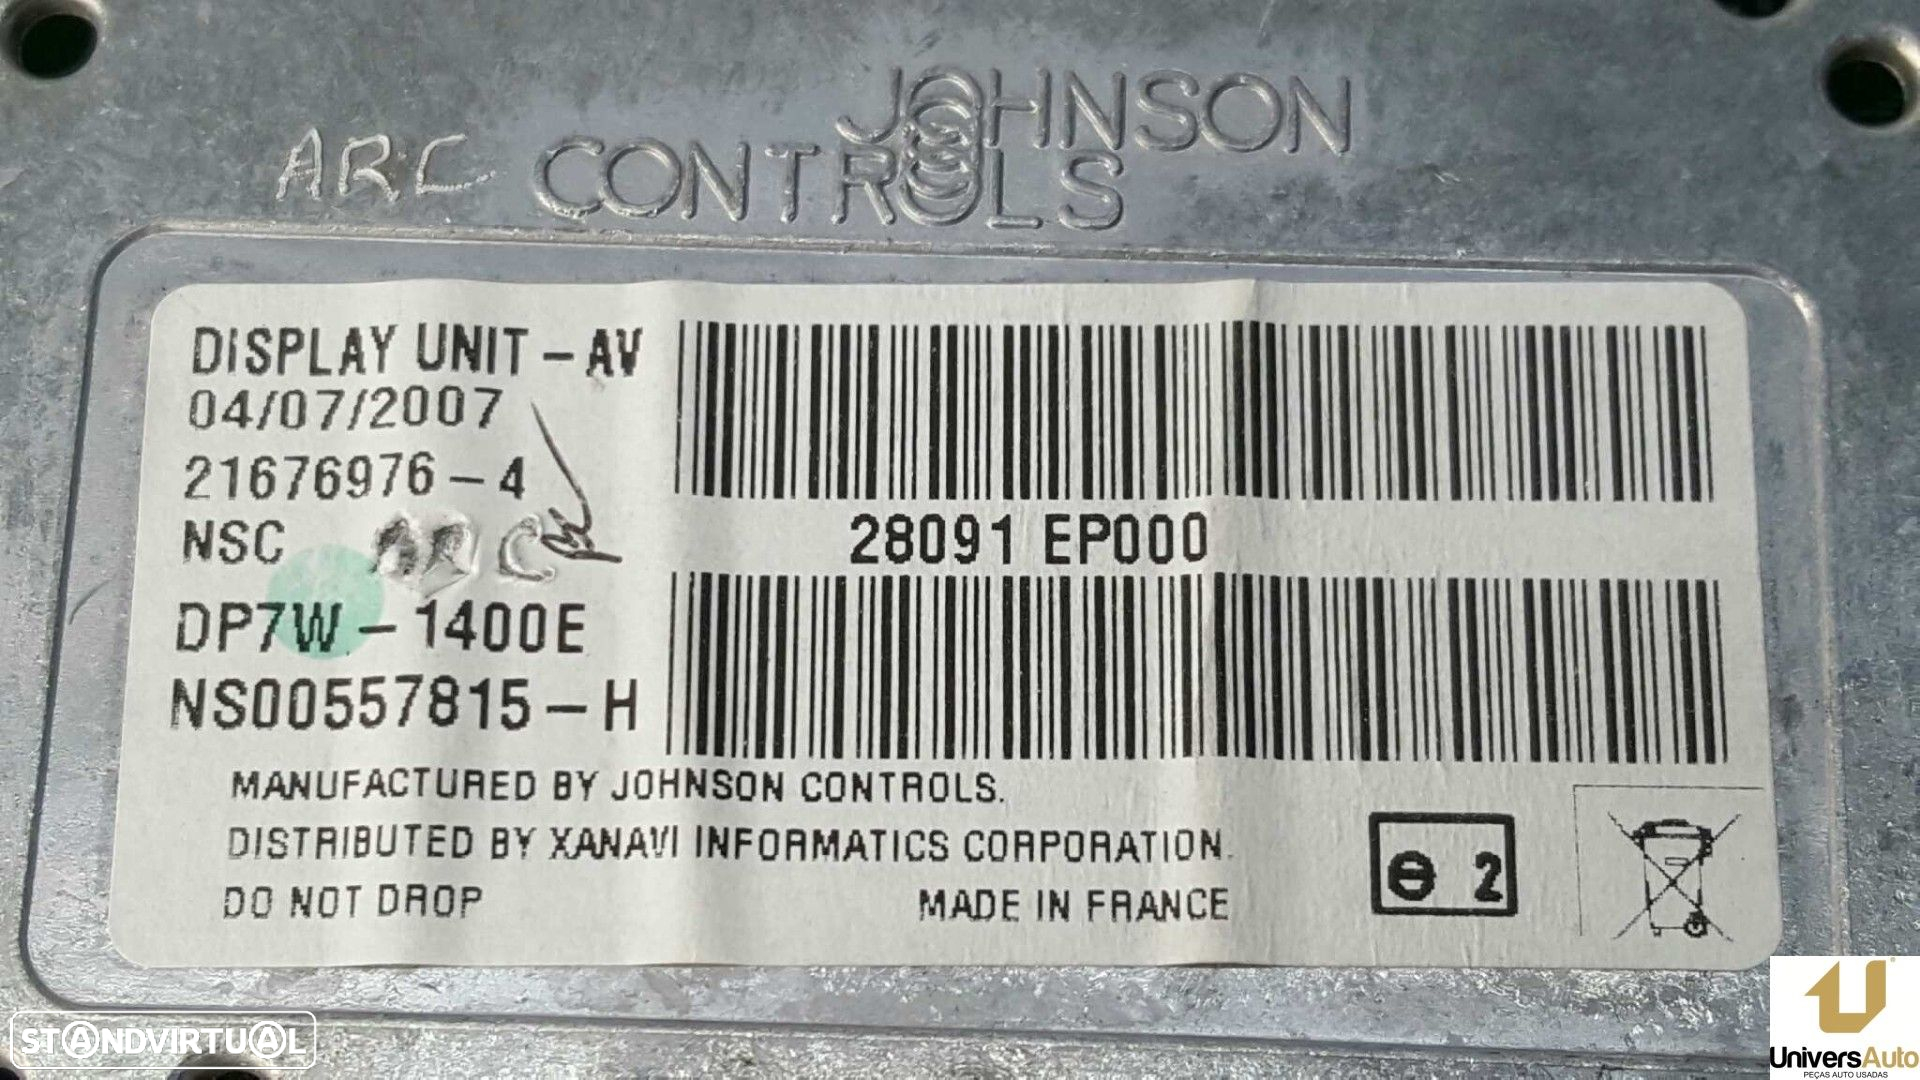 JOHNSON
ARC CONTROLS
DISPLAY UNIT - AV
04/07/2007
21676976 - 4
NSC ARC
28091 EP000
DP7W - 1400E
NS00557815 - H
MANUFACTURED BY JOHNSON CONTROLS.
DISTRIBUTED BY XANAVI INFORMATICS CORPORATION.
DO NOT DROP MADE IN FRANCE
2
STANDVIRTUAL
UniversAuto
PEÇAS AUTO USADAS